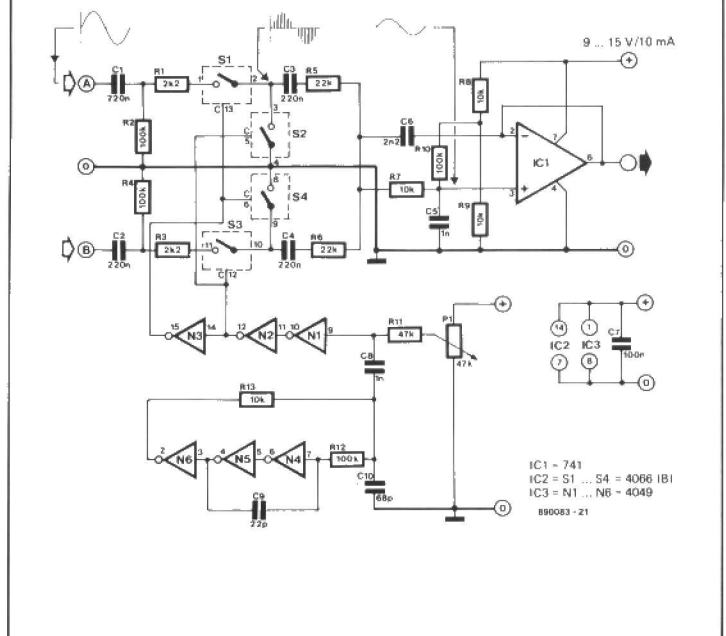 9 ... 15 V/10 mA
S1
A
C1
720n
R1
2k2
1
2
C
13
C3
220n
R5
22k
R8
10k
+
R2
100k
3
C
5
S2
4
C6
2n2
R10
100k
2
−
7
IC1
6
3
+
4
0
R4
100k
8
C
6
S4
9
R7
10k
C5
1n
R9
10k
B
C2
220n
R3
2k2
S3
11
10
C
12
C4
220n
R6
22k
0
15
N3
14
12
N2
11
10
N1
9
R11
47k
P1
47k
+
C8
1n
14
IC2
7
1
IC3
8
C7
100n
+
0
R13
10k
2
N6
3
4
N5
5
6
N4
7
R12
100k
C9
22p
C10
68p
0
IC1 = 741
IC2 = S1 ... S4 = 4066 (B)
IC3 = N1 ... N6 = 4049
890083 - 21